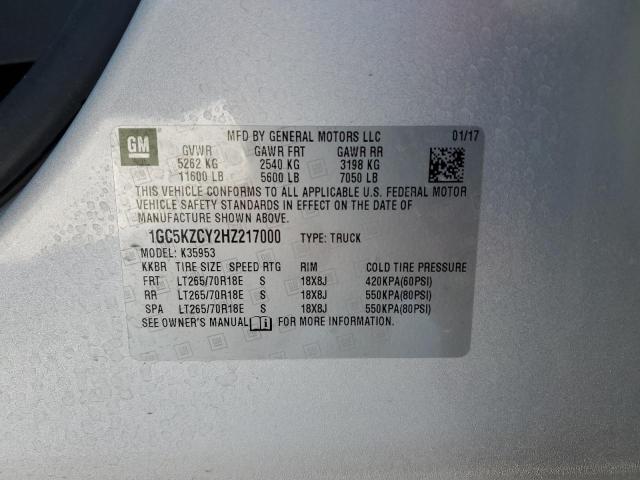 GM
MFD BY GENERAL MOTORS LLC 01/17
GVWR GAWR FRT GAWR RR
5262 KG 2540 KG 3198 KG
11600 LB 5600 LB 7050 LB
THIS VEHICLE CONFORMS TO ALL APPLICABLE U.S. FEDERAL MOTOR
VEHICLE SAFETY STANDARDS IN EFFECT ON THE DATE OF
MANUFACTURE SHOWN ABOVE.
1GC5KZCY2HZ217000 TYPE: TRUCK
MODEL: K35953
KKBR TIRE SIZE SPEED RTG RIM COLD TIRE PRESSURE
FRT LT265/70R18E S 18X8J 420KPA(60PSI)
RR LT265/70R18E S 18X8J 550KPA(80PSI)
SPA LT265/70R18E S 18X8J 550KPA(80PSI)
SEE OWNER'S MANUAL FOR MORE INFORMATION.